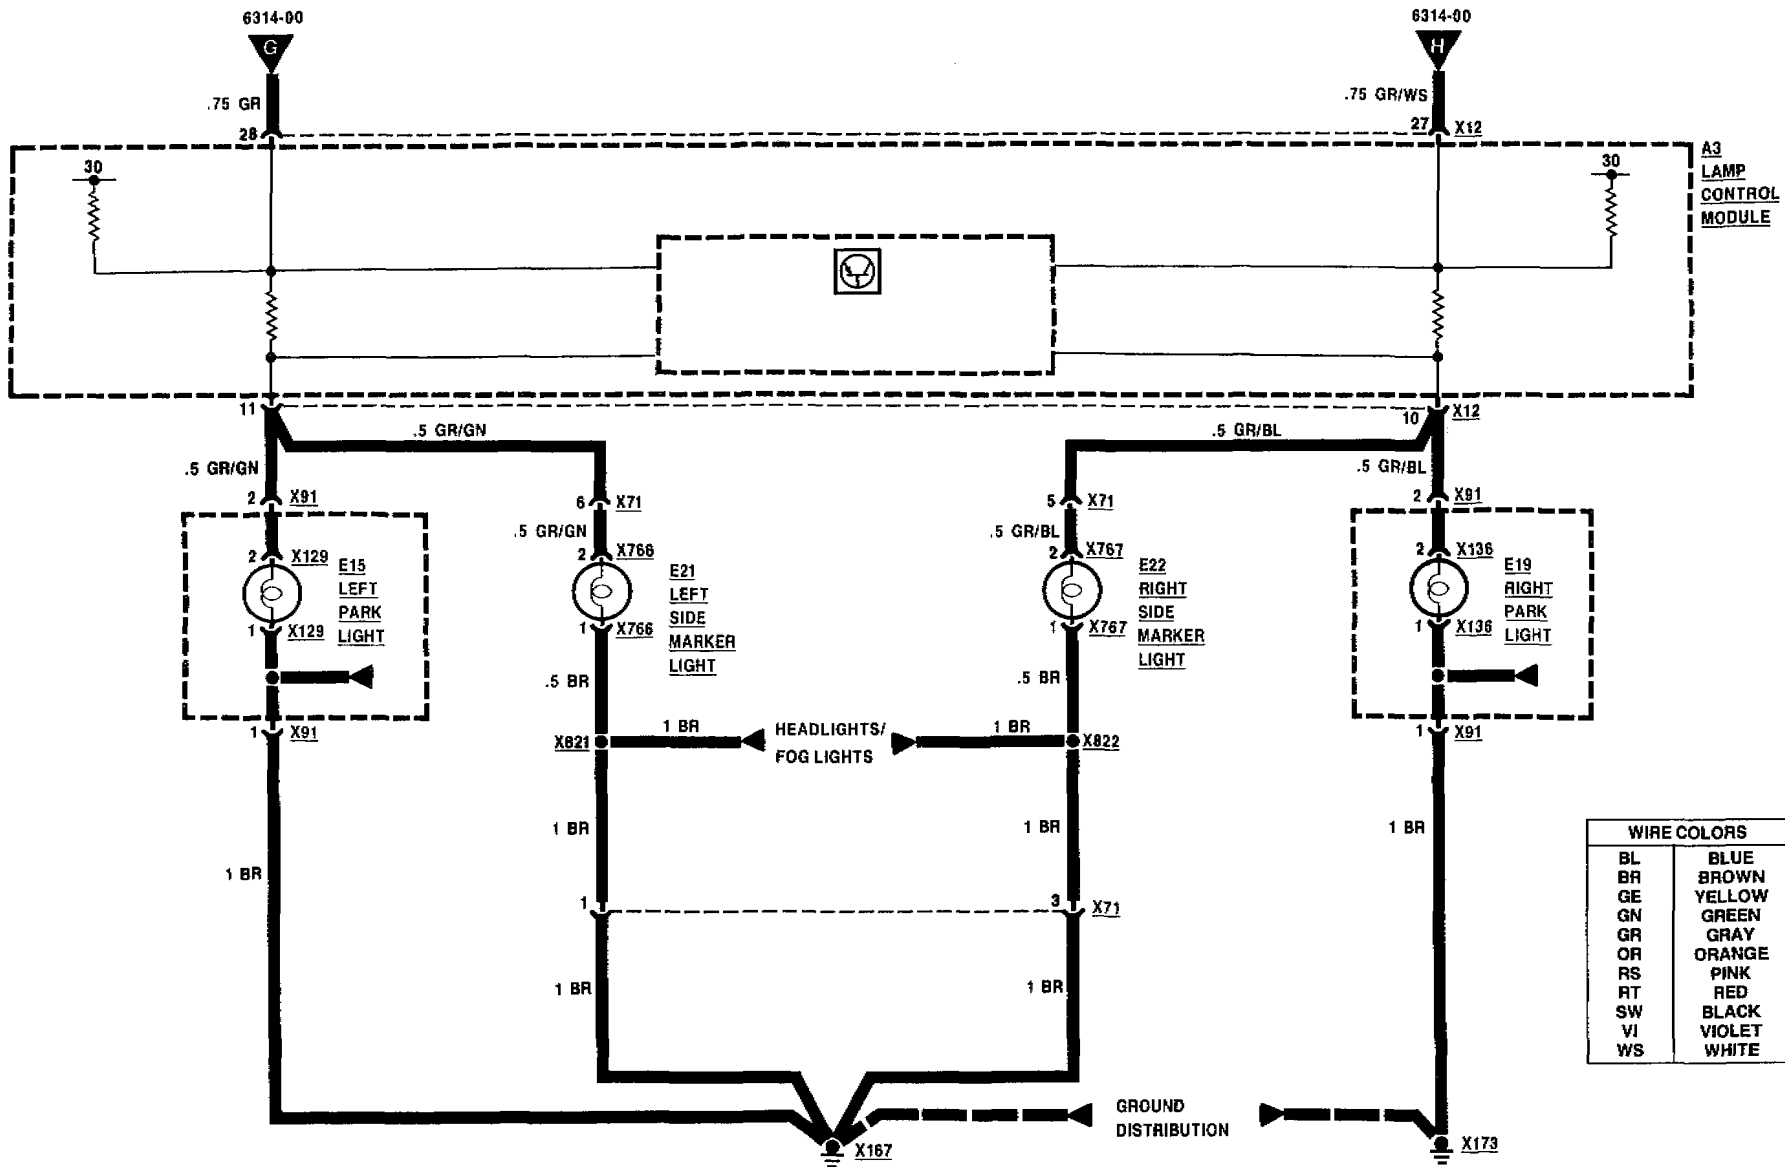 6314-00
6314-00
G
H
.75 GR
.75 GR/WS
28
27 X12
30
30
A3
LAMP
CONTROL
MODULE
11
10 X12
.5 GR/GN
.5 GR/BL
.5 GR/GN
.5 GR/BL
2 X91
6 X71
5 X71
2 X91
.5 GR/GN
.5 GR/BL
2 X129
2 X766
2 X767
2 X136
E15
LEFT
PARK
LIGHT
E21
LEFT
SIDE
MARKER
LIGHT
E22
RIGHT
SIDE
MARKER
LIGHT
E19
RIGHT
PARK
LIGHT
1 X129
1 X766
1 X767
1 X136
.5 BR
.5 BR
1 X91
1 X91
X821
1 BR
HEADLIGHTS/
FOG LIGHTS
1 BR
X822
1 BR
1 BR
1 BR
1 BR
1
3 X71
1 BR
1 BR
WIRE COLORS
BL BLUE
BR BROWN
GE YELLOW
GN GREEN
GR GRAY
OR ORANGE
RS PINK
RT RED
SW BLACK
VI VIOLET
WS WHITE
GROUND
DISTRIBUTION
X167
X173